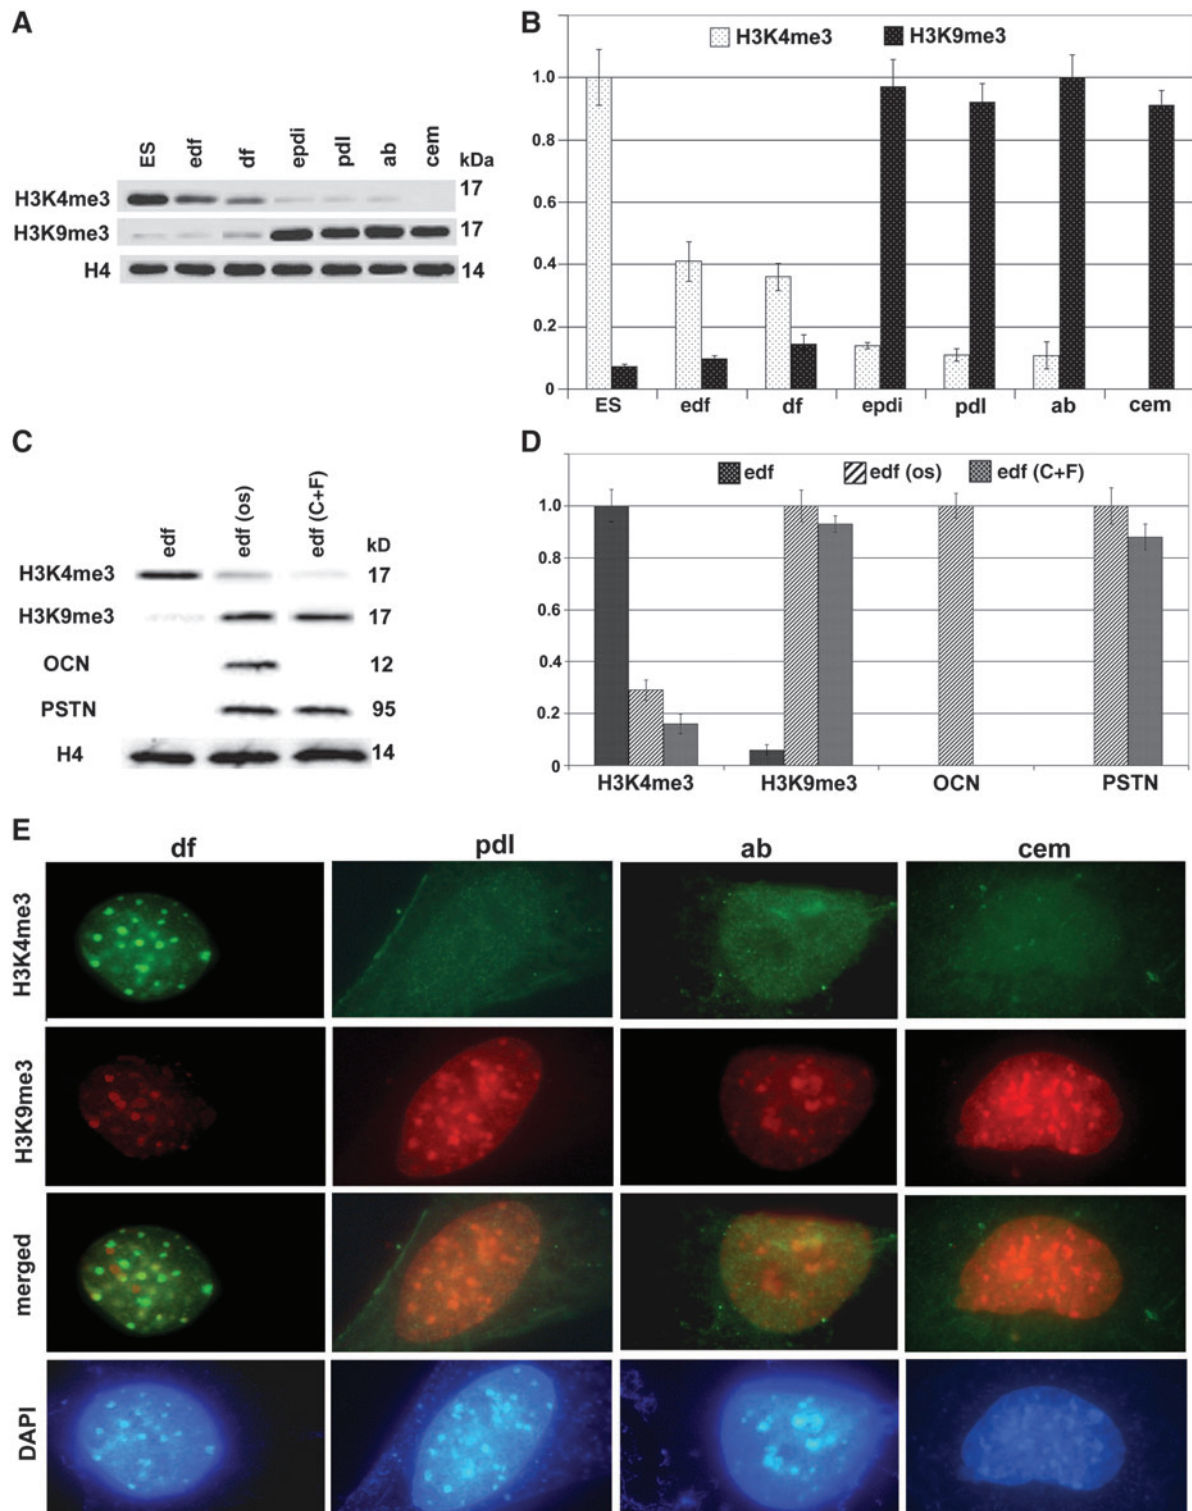 A
ES edf df epdi pdl ab cem kDa
H3K4me3 17
H3K9me3 17
H4 14
B
H3K4me3 H3K9me3
1.0
0.8
0.6
0.4
0.2
0
ES edf df epdi pdl ab cem
C
edf edf (os) edf (C+F) kD
H3K4me3 17
H3K9me3 17
OCN 12
PSTN 95
H4 14
D
edf edf (os) edf (C+F)
1.0
0.8
0.6
0.4
0.2
0
H3K4me3 H3K9me3 OCN PSTN
E
df pdl ab cem
H3K4me3
H3K9me3
merged
DAPI